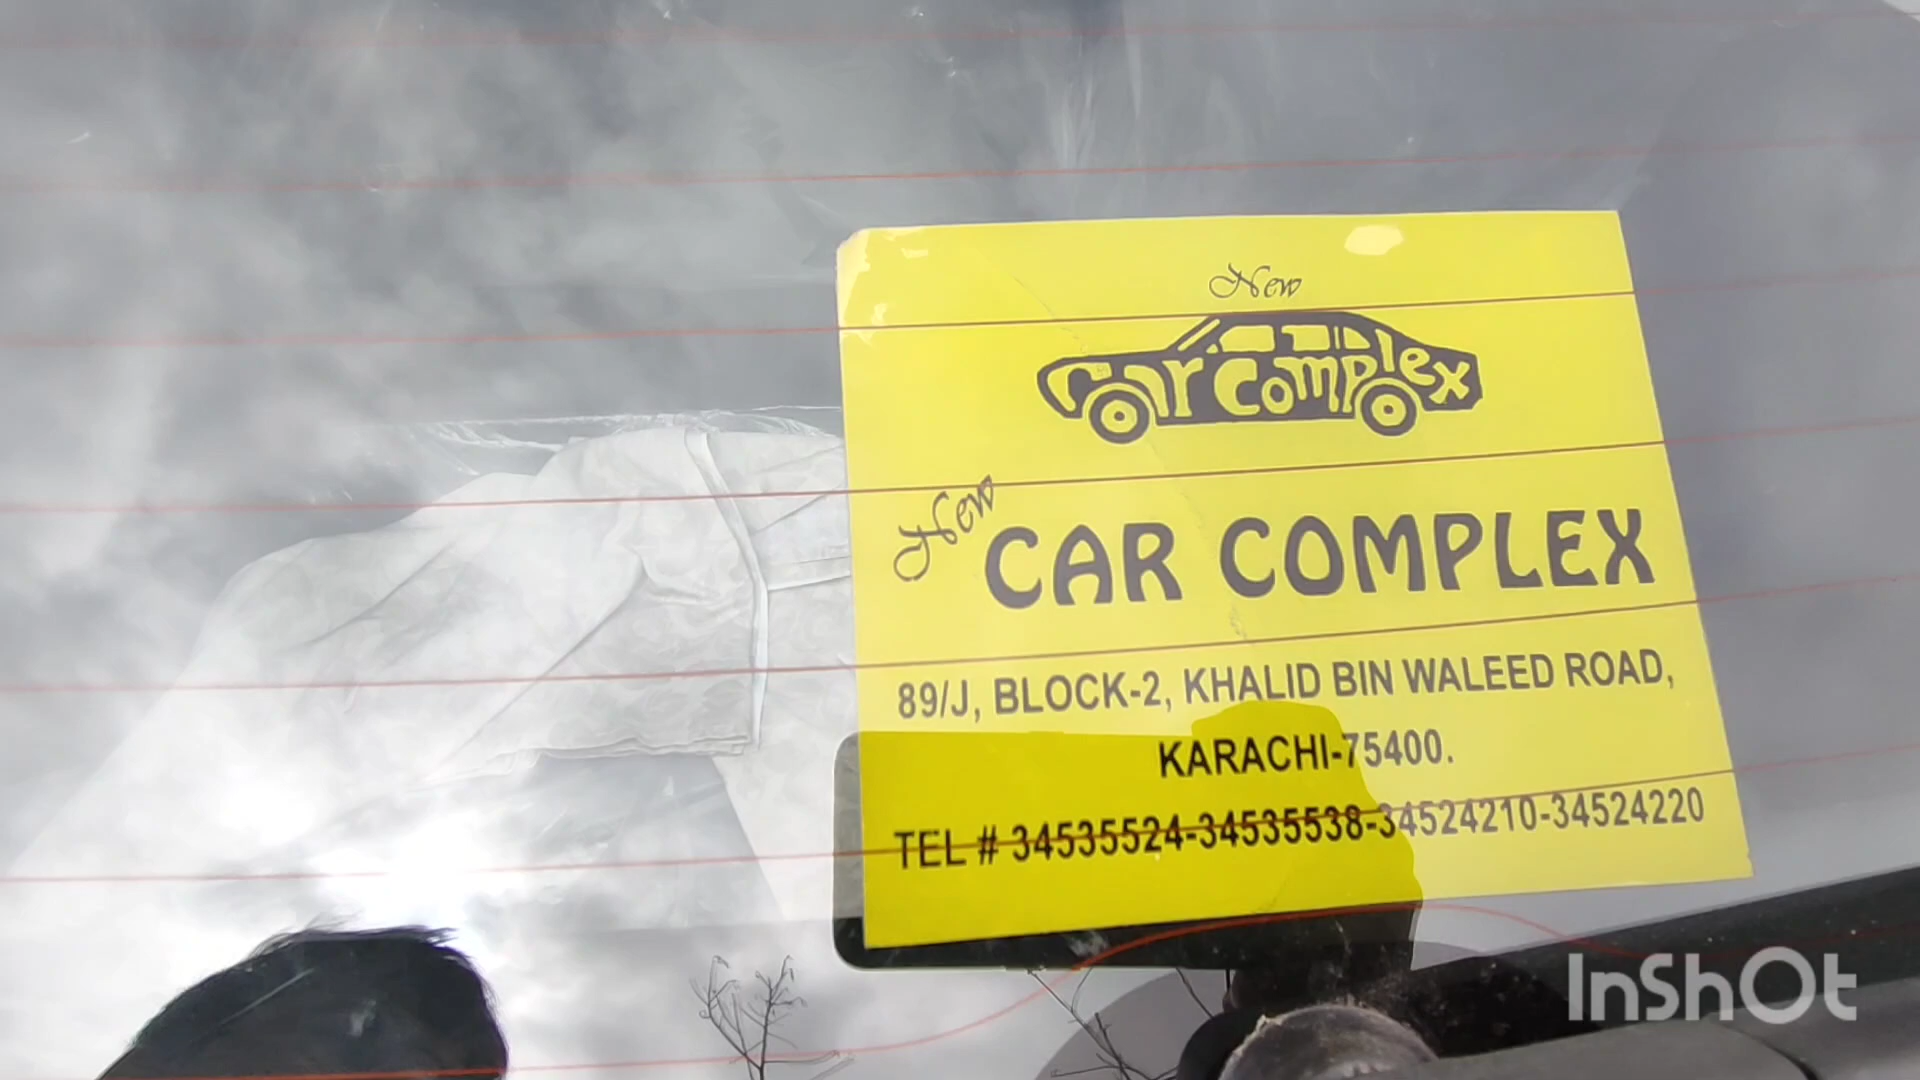 New
Car Complex
New CAR COMPLEX
89/J, BLOCK-2, KHALID BIN WALEED ROAD,
KARACHI-75400.
TEL # 34535524-34535538-34524210-34524220
InShOt